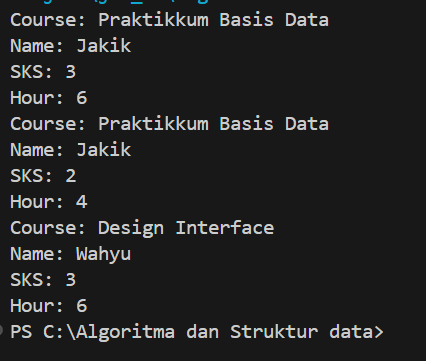 Course: Praktikkum Basis Data
Name: Jakik
SKS: 3
Hour: 6
Course: Praktikkum Basis Data
Name: Jakik
SKS: 2
Hour: 4
Course: Design Interface
Name: Wahyu
SKS: 3
Hour: 6
PS C:\Algoritma dan Struktur data>